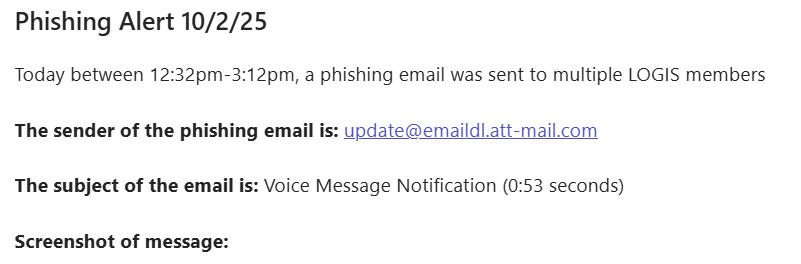 Phishing Alert 10/2/25
Today between 12:32pm-3:12pm, a phishing email was sent to multiple LOGIS members
The sender of the phishing email is: update@emaildl.att-mail.com
The subject of the email is: Voice Message Notification (0:53 seconds)
Screenshot of message: